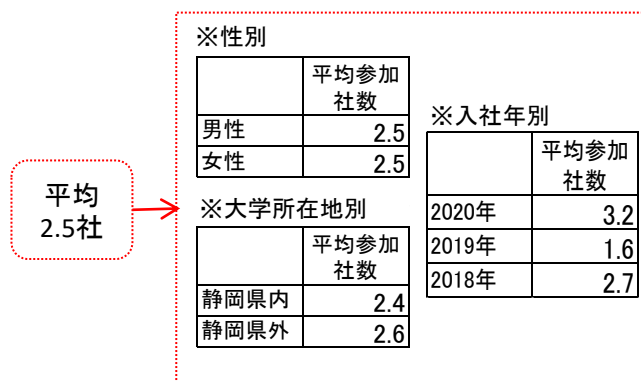 平均
2.5社
※性別
平均参加
社数
男性 2.5
女性 2.5
※大学所在地別
平均参加
社数
静岡県内 2.4
静岡県外 2.6
※入社年別
平均参加
社数
2020年 3.2
2019年 1.6
2018年 2.7